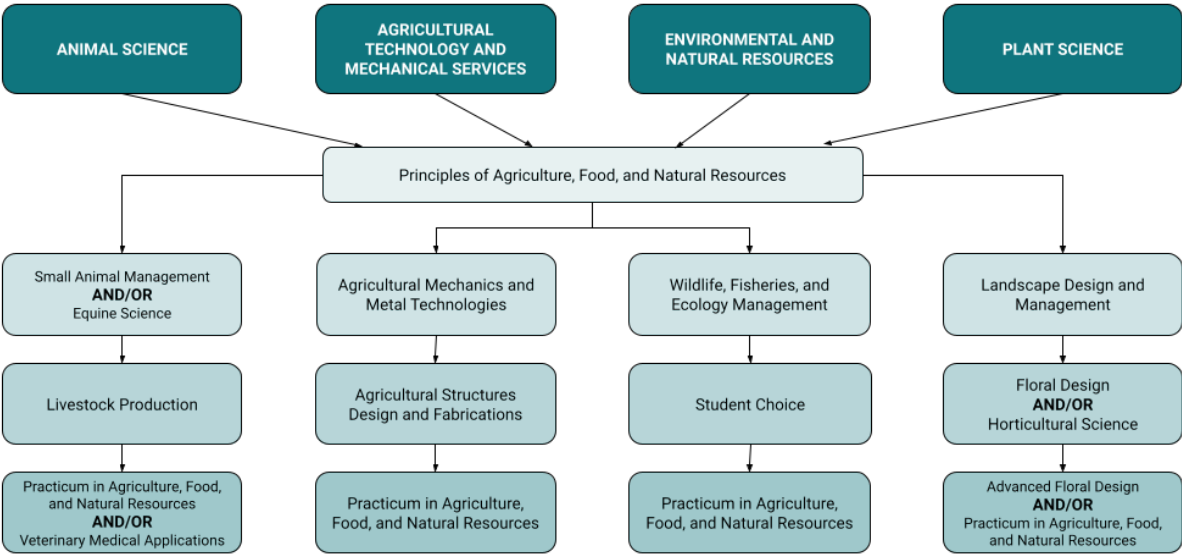 ANIMAL SCIENCE
AGRICULTURAL
TECHNOLOGY AND
MECHANICAL SERVICES
ENVIRONMENTAL AND
NATURAL RESOURCES
PLANT SCIENCE
Principles of Agriculture, Food, and Natural Resources
Small Animal Management
AND/OR
Equine Science
Agricultural Mechanics and
Metal Technologies
Wildlife, Fisheries, and
Ecology Management
Landscape Design and
Management
Livestock Production
Agricultural Structures
Design and Fabrications
Student Choice
Floral Design
AND/OR
Horticultural Science
Practicum in Agriculture, Food,
and Natural Resources
AND/OR
Veterinary Medical Applications
Practicum in Agriculture,
Food, and Natural Resources
Practicum in Agriculture,
Food, and Natural Resources
Advanced Floral Design
AND/OR
Practicum in Agriculture, Food,
and Natural Resources